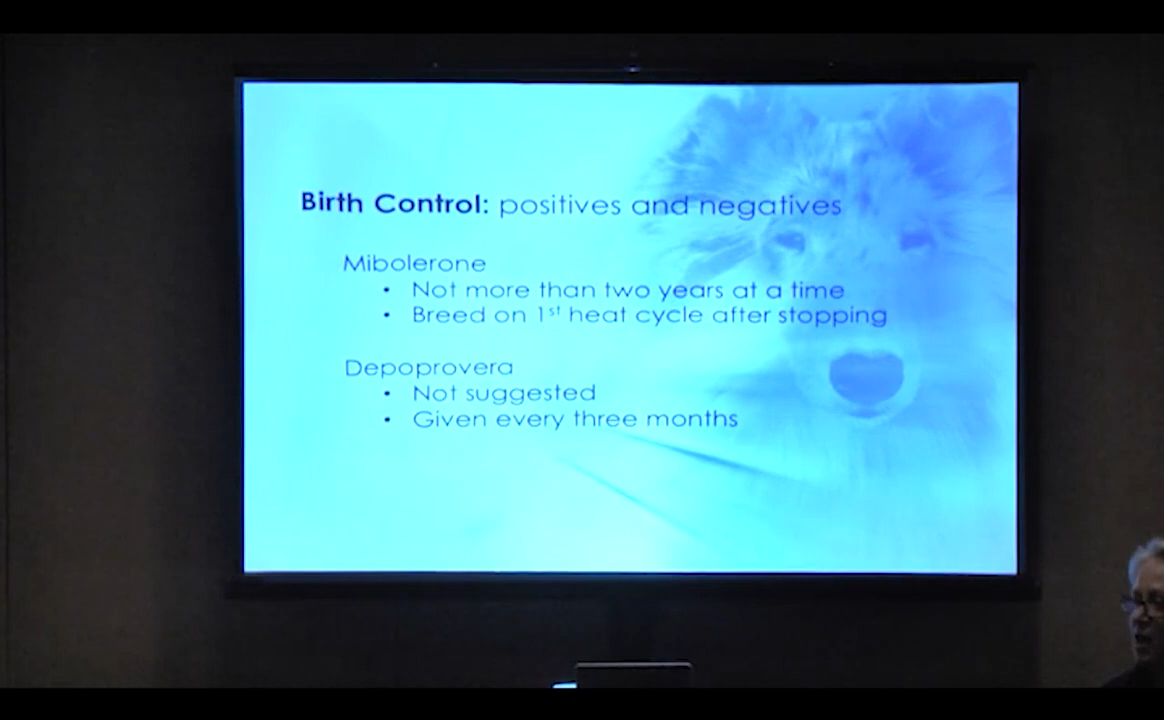 Birth Control: positives and negatives
Mibolerone
• Not more than two years at a time
• Breed on 1st heat cycle after stopping
Depoprovera
• Not suggested
• Given every three months